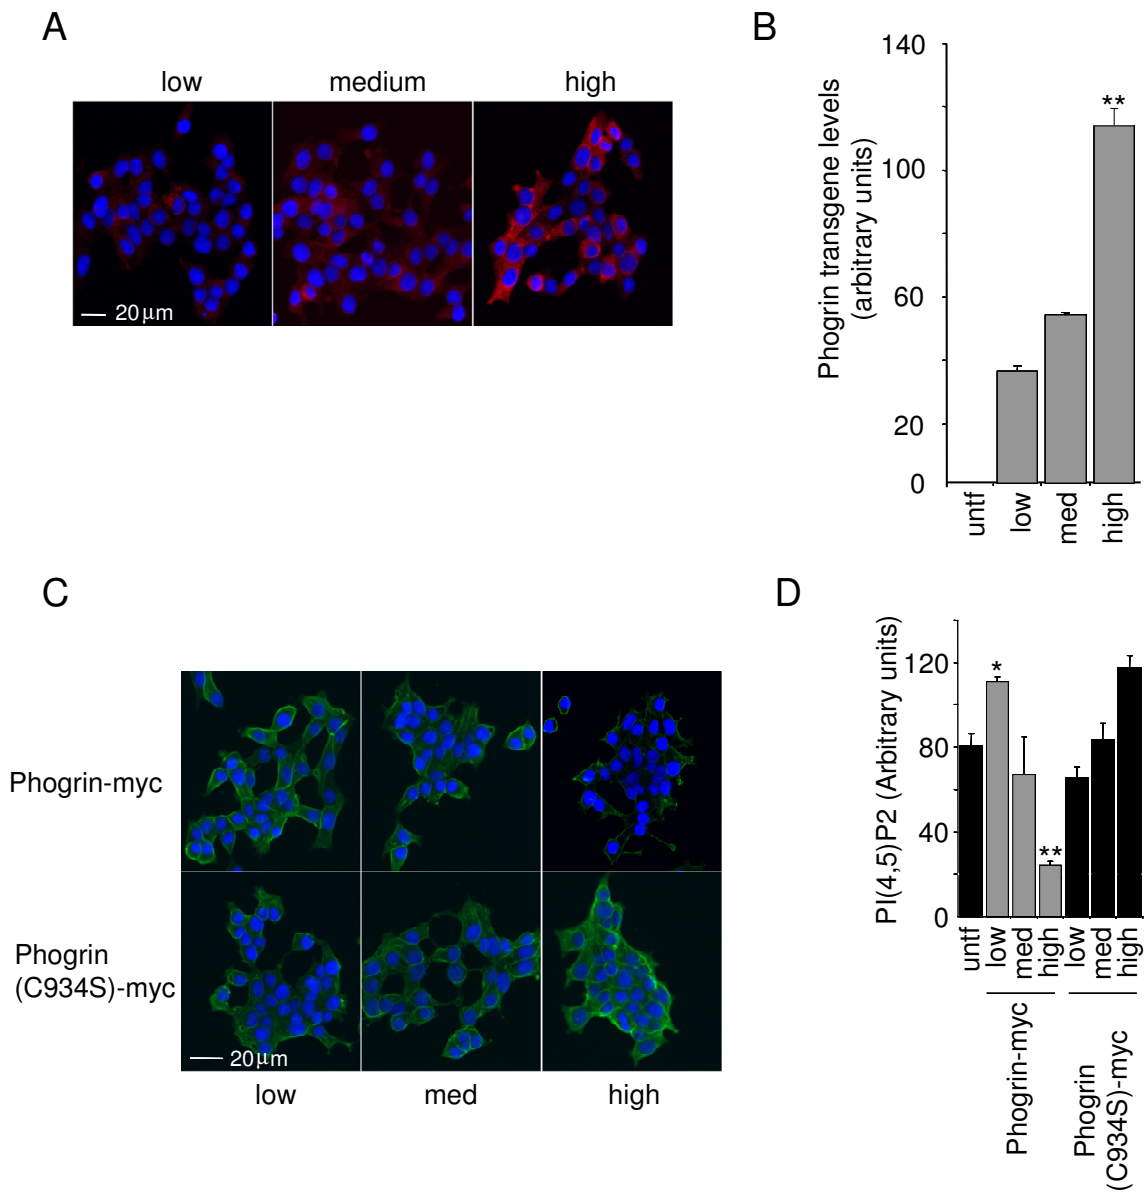 A
low medium high
20 µm
B
Phogrin transgene levels
(arbitrary units)
140
100
60
20
0
untf
low
med
high
**
C
Phogrin-myc
Phogrin
(C934S)-myc
20µm
low med high
D
PI(4,5)P2 (Arbitrary units)
120
80
40
0
*
**
untf
low
med
high
low
med
high
Phogrin-myc
Phogrin
(C934S)-myc